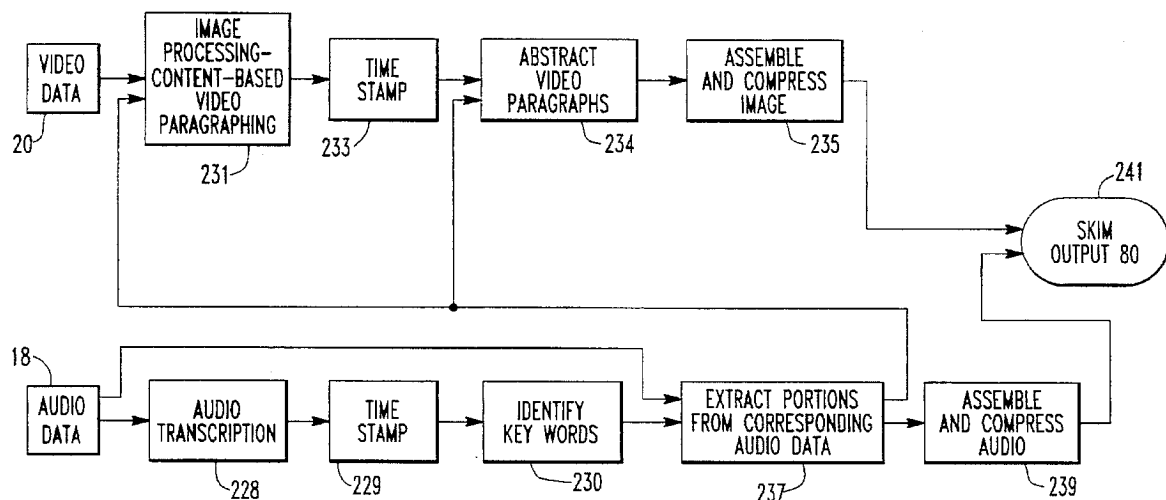 VIDEO
DATA
20
IMAGE
PROCESSING-
CONTENT-BASED
VIDEO
PARAGRAPHING
231
TIME
STAMP
233
ABSTRACT
VIDEO
PARAGRAPHS
234
ASSEMBLE
AND COMPRESS
IMAGE
235
241
SKIM
OUTPUT 80
18
AUDIO
DATA
AUDIO
TRANSCRIPTION
228
TIME
STAMP
229
IDENTIFY
KEY WORDS
230
EXTRACT PORTIONS
FROM CORRESPONDING
AUDIO DATA
237
ASSEMBLE
AND COMPRESS
AUDIO
239